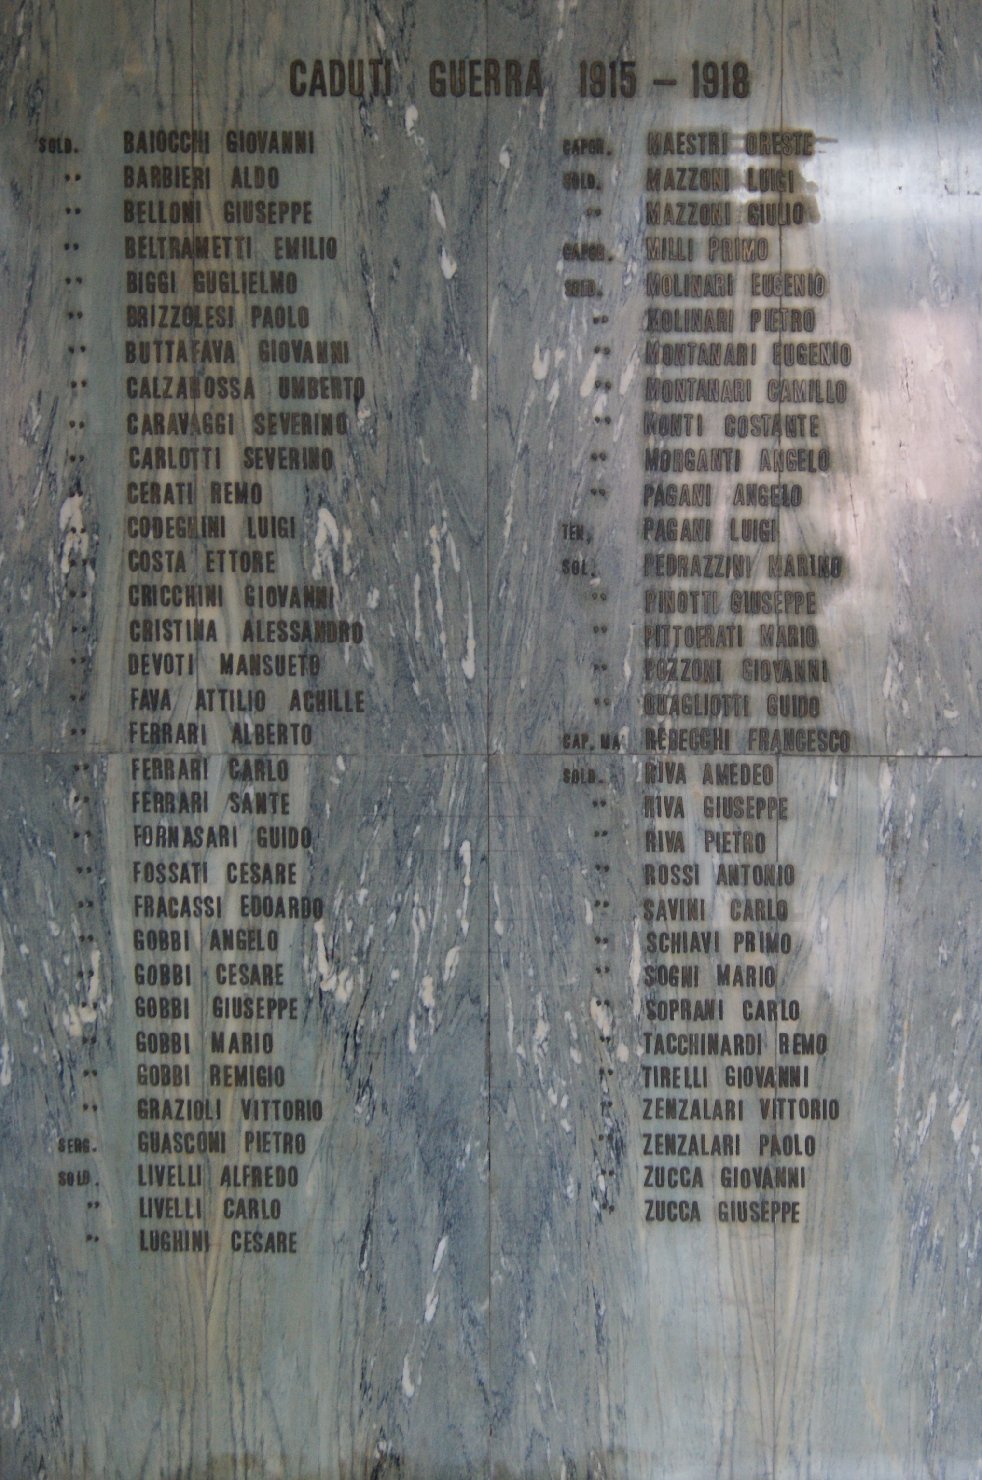 CADUTI GUERRA 1915 – 1918
SOLD. BAIOCCHI GIOVANNI
" BARBIERI ALDO
" BELLONI GIUSEPPE
" BELTRAMETTI EMILIO
" BIGGI GUGLIELMO
" BRIZZOLESI PAOLO
" BUTTAFAVA GIOVANNI
" CALZAROSSA UMBERTO
" CARAVAGGI SEVERINO
" CARLOTTI SEVERINO
" CERATI REMO
" CODEGHINI LUIGI
" COSTA ETTORE
" CRICCHINI GIOVANNI
" CRISTINA ALESSANDRO
" DEVOTI MANSUETO
" FAVA ATTILIO ACHILLE
" FERRARI ALBERTO
" FERRARI CARLO
" FERRARI SANTE
" FORNASARI GUIDO
" FOSSATI CESARE
" FRACASSI EDOARDO
" GOBBI ANGELO
" GOBBI CESARE
" GOBBI GIUSEPPE
" GOBBI MARIO
" GOBBI REMIGIO
" GRAZIOLI VITTORIO
SERG. GUASCONI PIETRO
SOLD. LIVELLI ALFREDO
" LIVELLI CARLO
" LUGHINI CESARE
CAPOR. MAESTRI ORESTE
SOLD. MAZZONI LUIGI
" MAZZONI GIULIO
CAPOR. MILLI PRIMO
SOLD. MOLINARI EUGENIO
" MOLINARI PIETRO
" MONTANARI EUGENIO
" MONTANARI CAMILLO
" MONTI COSTANTE
" MORGANTI ANGELO
" PAGANI ANGELO
TEN. PAGANI LUIGI
SOL. PEDRAZZINI MARINO
" PINOTTI GIUSEPPE
" PITTOFRATI MARIO
" POZZONI GIOVANNI
" QUAGLIOTTI GUIDO
CAP. MA. REBECCHI FRANCESCO
SOLD. RIVA AMEDEO
" RIVA GIUSEPPE
" RIVA PIETRO
" ROSSI ANTONIO
" SAVINI CARLO
" SCHIAVI PRIMO
" SOGNI MARIO
" SOPRANI CARLO
" TACCHINARDI REMO
" TIRELLI GIOVANNI
" ZENZALARI VITTORIO
" ZENZALARI PAOLO
" ZUCCA GIOVANNI
" ZUCCA GIUSEPPE